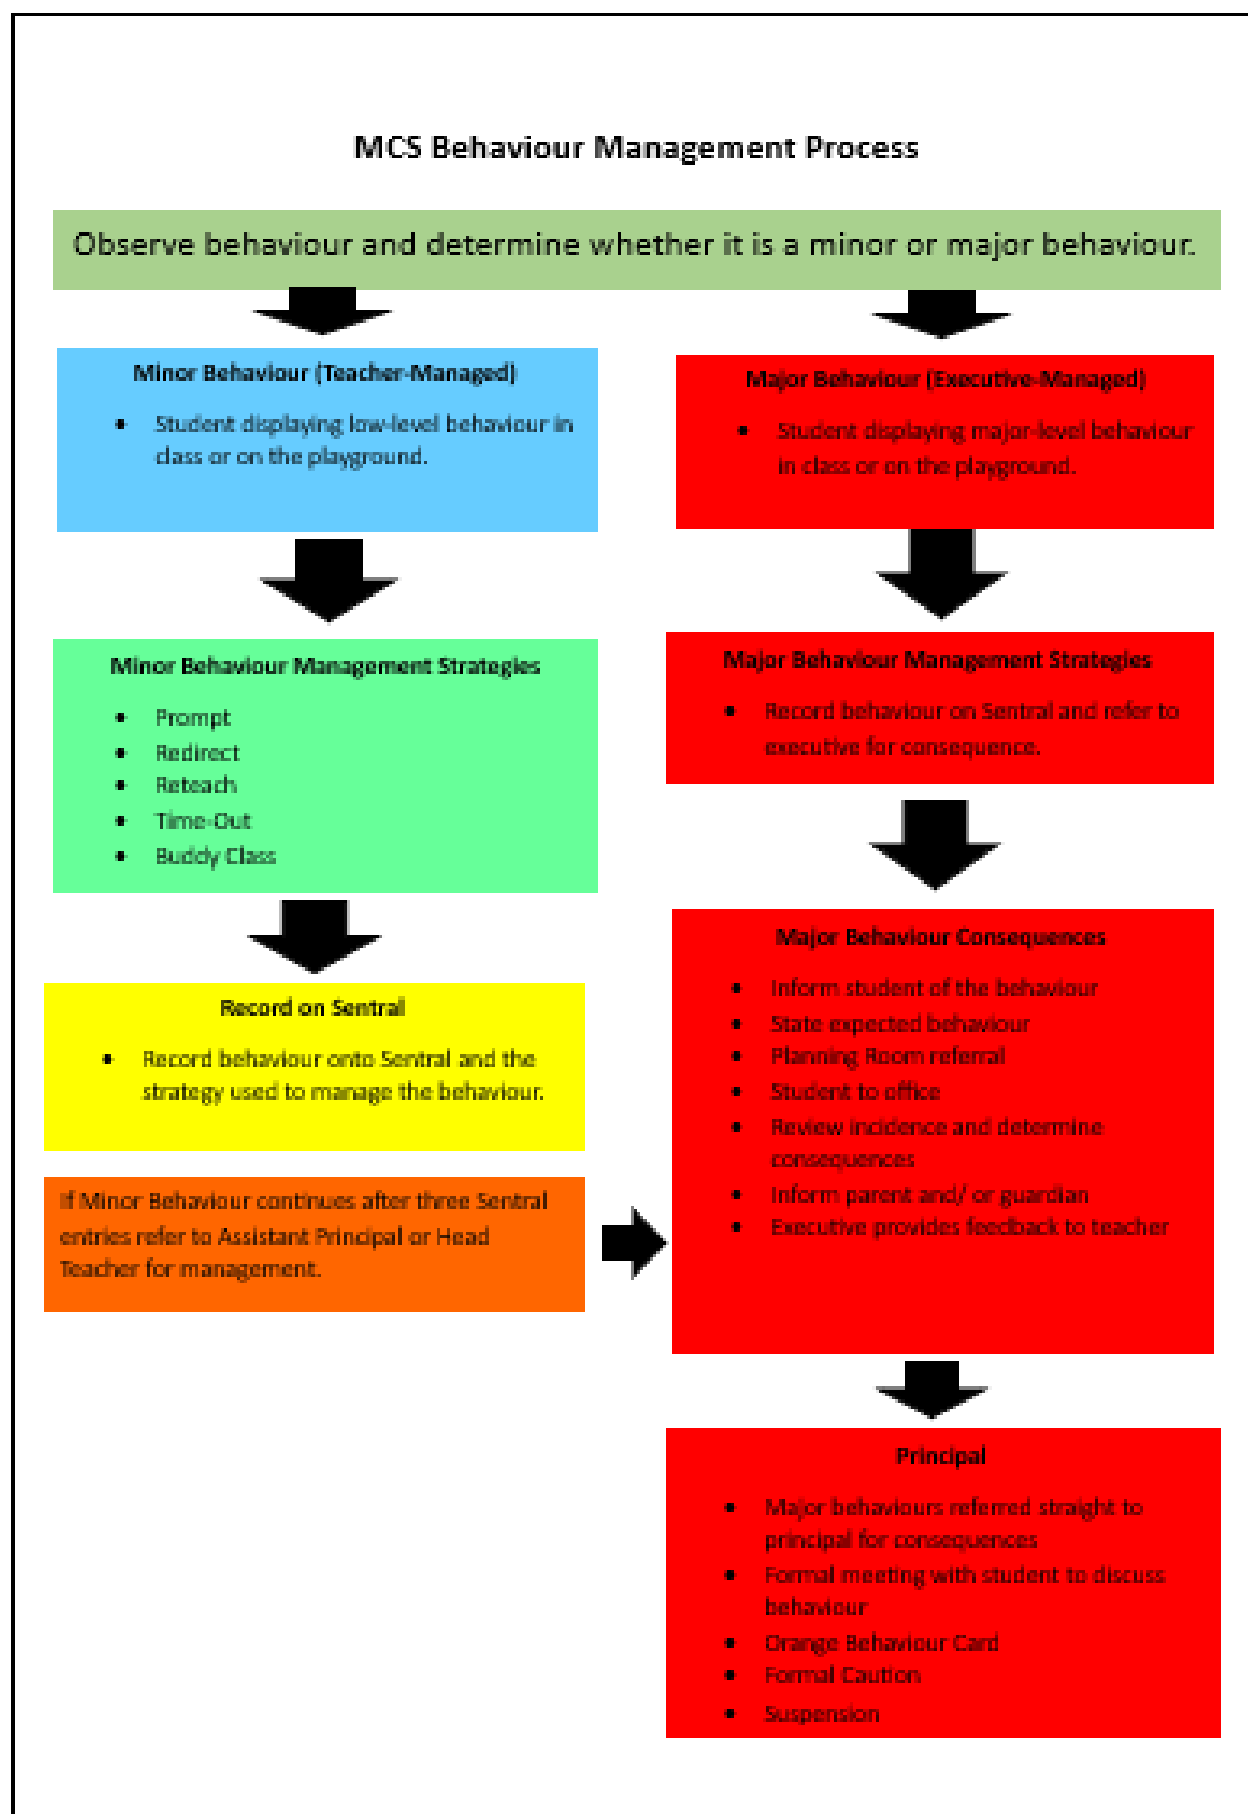 MCS Behaviour Management Process
Observe behaviour and determine whether it is a minor or major behaviour.
Minor Behaviour (Teacher-Managed)
• Student displaying low-level behaviour in
class or on the playground.
Minor Behaviour Management Strategies
• Prompt
• Redirect
• Reteach
• Time-Out
• Buddy Class
Record on Sentral
• Record behaviour onto Sentral and the
strategy used to manage the behaviour.
If Minor Behaviour continues after three Sentral
entries refer to Assistant Principal or Head
Teacher for management.
Major Behaviour (Executive-Managed)
• Student displaying major-level behaviour
in class or on the playground.
Major Behaviour Management Strategies
• Record behaviour on Sentral and refer to
executive for consequence.
Major Behaviour Consequences
• Inform student of the behaviour
• State expected behaviour
• Planning Room referral
• Student to office
• Review incidence and determine
consequences
• Inform parent and/ or guardian
• Executive provides feedback to teacher
Principal
• Major behaviours referred straight to
principal for consequences
• Formal meeting with student to discuss
behaviour
• Orange Behaviour Card
• Formal Caution
• Suspension